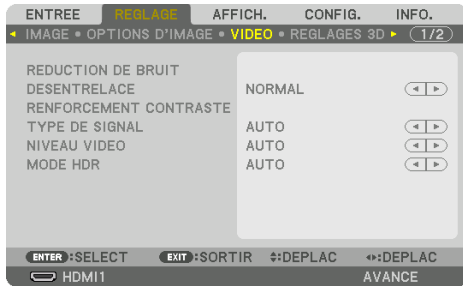 ENTREE REGLAGE AFFICH. CONFIG. INFO.
◂ IMAGE • OPTIONS D'IMAGE • VIDEO • REGLAGES 3D ▸ (1/2)
REDUCTION DE BRUIT
DESENTRELACE NORMAL
RENFORCEMENT CONTRASTE
TYPE DE SIGNAL AUTO
NIVEAU VIDEO AUTO
MODE HDR AUTO
ENTER :SELECT EXIT :SORTIR :DEPLAC :DEPLAC
HDMI1 AVANCE